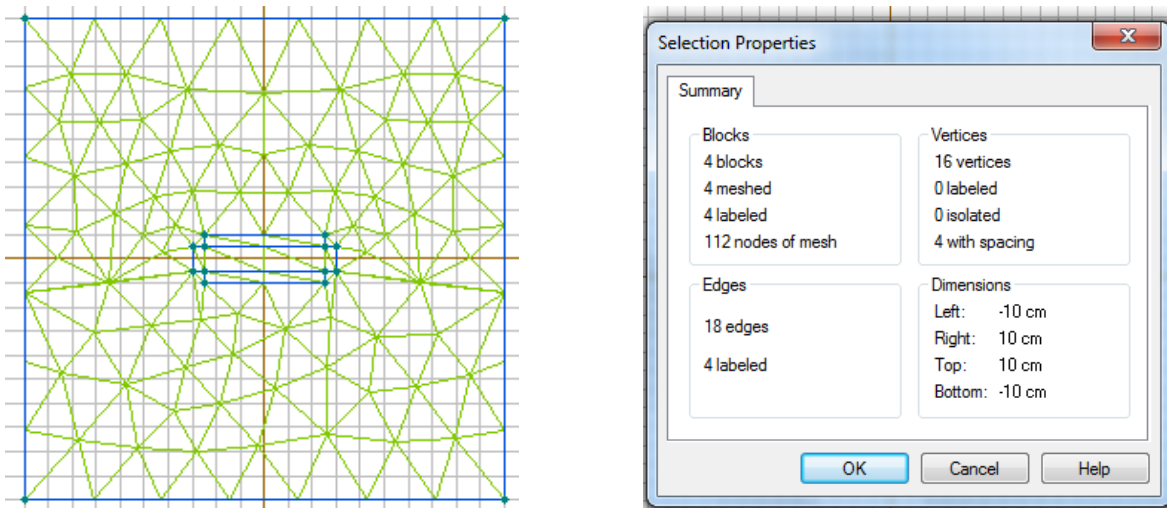 Selection Properties
Summary
Blocks
4 blocks
4 meshed
4 labeled
112 nodes of mesh
Vertices
16 vertices
0 labeled
0 isolated
4 with spacing
Edges
18 edges
4 labeled
Dimensions
Left: -10 cm
Right: 10 cm
Top: 10 cm
Bottom: -10 cm
OK Cancel Help